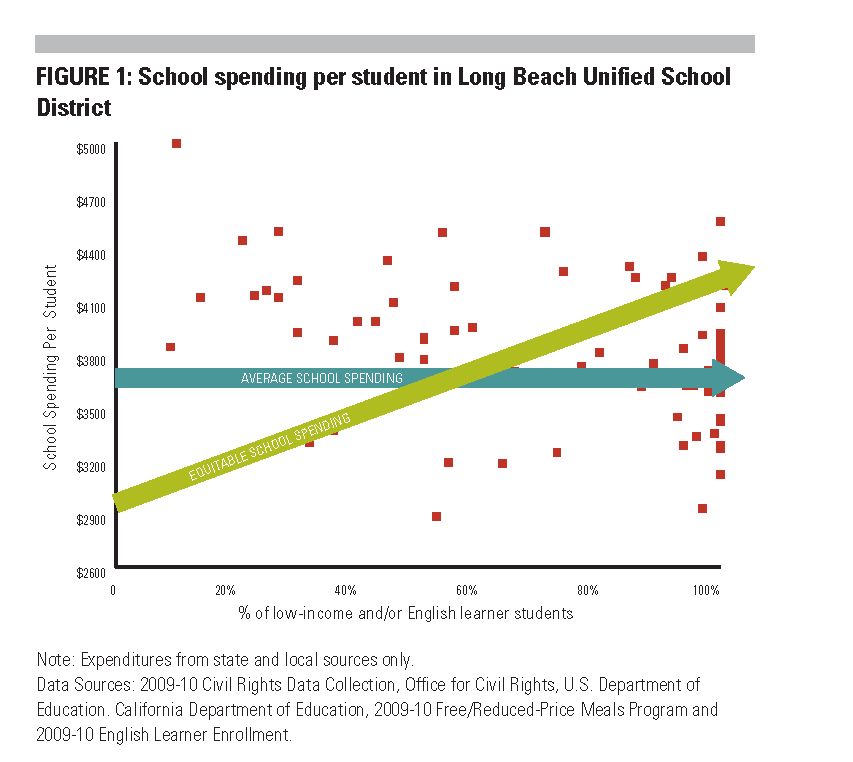 FIGURE 1: School spending per student in Long Beach Unified School
District
$5000
$4700
$4400
$4100
$3800
$3500
$3200
$2900
$2600
School Spending Per Student
AVERAGE SCHOOL SPENDING
EQUITABLE SCHOOL SPENDING
0 20% 40% 60% 80% 100%
% of low-income and/or English learner students
Note: Expenditures from state and local sources only.
Data Sources: 2009-10 Civil Rights Data Collection, Office for Civil Rights, U.S. Department of
Education. California Department of Education, 2009-10 Free/Reduced-Price Meals Program and
2009-10 English Learner Enrollment.